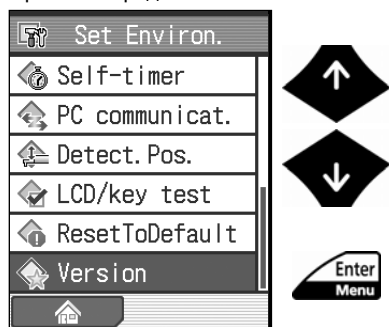 Set Environ.
Self-timer
PC communicat.
Detect. Pos.
LCD/key test
ResetToDefault
Version
Enter
Menu